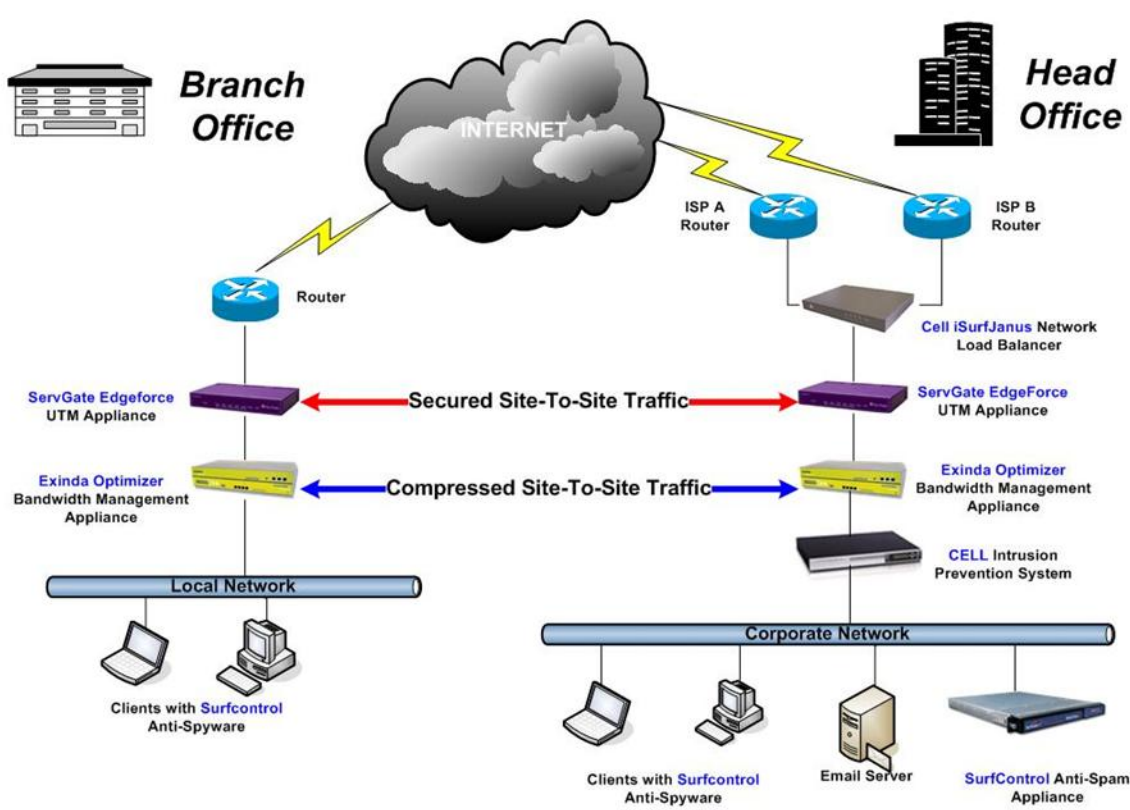 Branch
Office
INTERNET
Head
Office
ISP A
Router
ISP B
Router
Router
Cell iSurfJanus Network
Load Balancer
ServGate Edgeforce
UTM Appliance
Secured Site-To-Site Traffic
ServGate EdgeForce
UTM Appliance
Exinda Optimizer
Bandwidth Management
Appliance
Compressed Site-To-Site Traffic
Exinda Optimizer
Bandwidth Management
Appliance
CELL Intrusion
Prevention System
Local Network
Corporate Network
Clients with Surfcontrol
Anti-Spyware
Clients with Surfcontrol
Anti-Spyware
Email Server
SurfControl Anti-Spam
Appliance